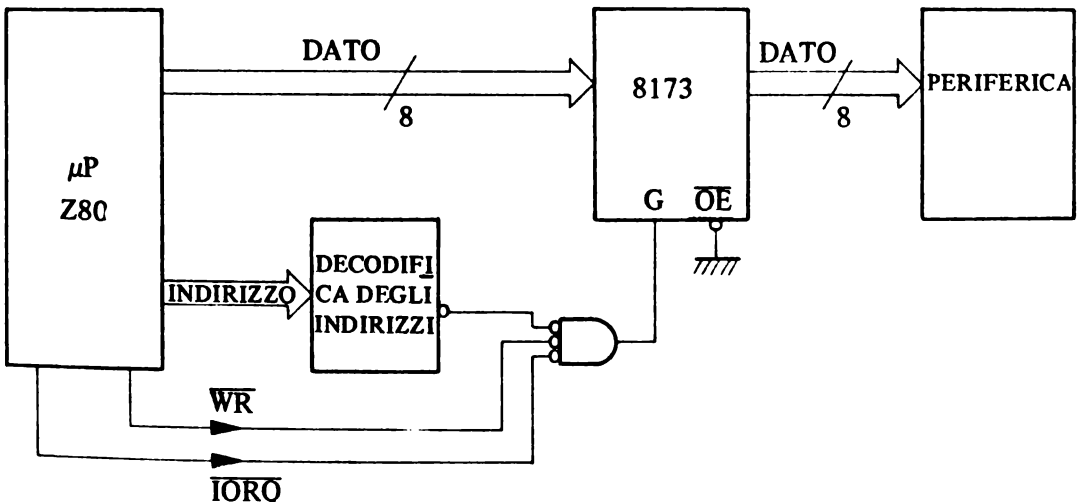 DATO
8
μP
Z80
8173
G
OE
DATO
8
PERIFERICA
INDIRIZZO
DECODIFI
CA DEGLI
INDIRIZZI
WR
IORQ